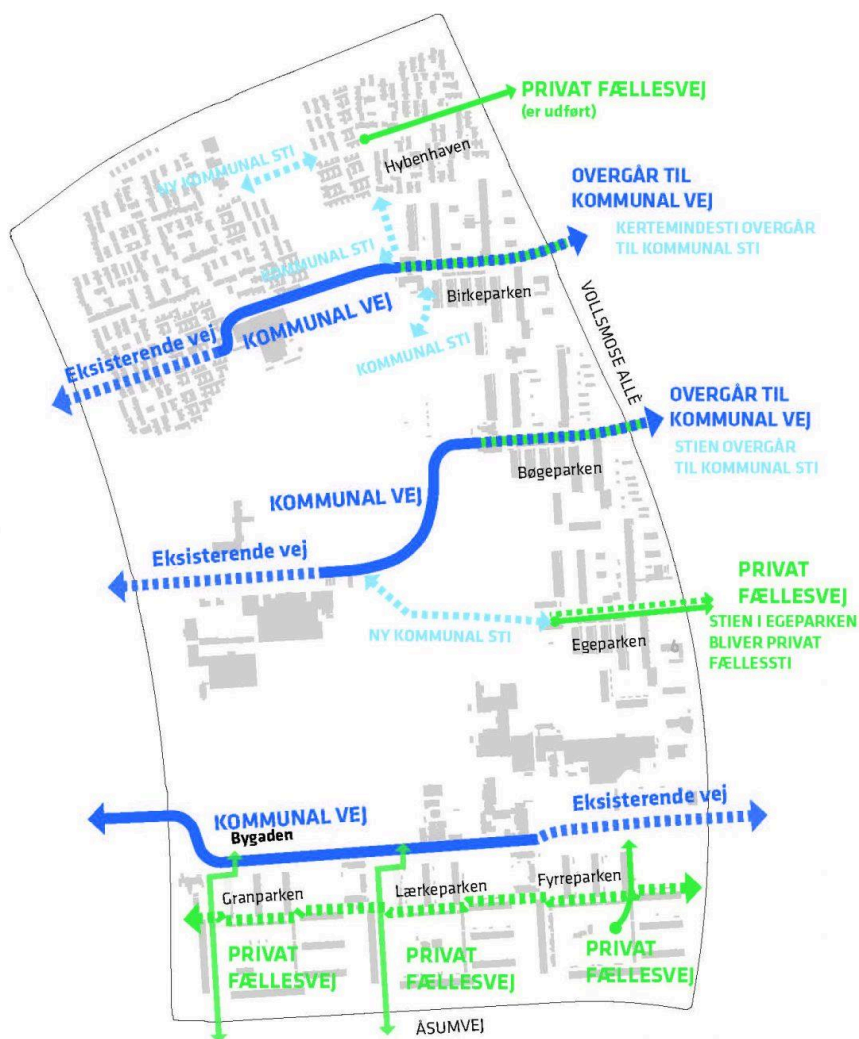 PRIVAT FÆLLESVEJ
(er udført)
Hybenhaven
NY KOMMUNAL STI
OVERGÅR TIL
KOMMUNAL VEJ
KERTEMINDESTI OVERGÅR
TIL KOMMUNAL STI
KOMMUNAL STI
Birkeparken
KOMMUNAL VEJ
Eksisterende vej
KOMMUNAL STI
VOLLSMOSE ALLÈ
OVERGÅR TIL
KOMMUNAL VEJ
STIEN OVERGÅR
TIL KOMMUNAL STI
Bøgeparken
KOMMUNAL VEJ
Eksisterende vej
PRIVAT
FÆLLESVEJ
STIEN I EGEPARKEN
BLIVER PRIVAT
FÆLLESSTI
NY KOMMUNAL STI
Egeparken
6
KOMMUNAL VEJ
Bygaden
Eksisterende vej
Granparken
Lærkeparken
Fyrreparken
PRIVAT
FÆLLESVEJ
PRIVAT
FÆLLESVEJ
PRIVAT
FÆLLESVEJ
ÅSUMVEJ